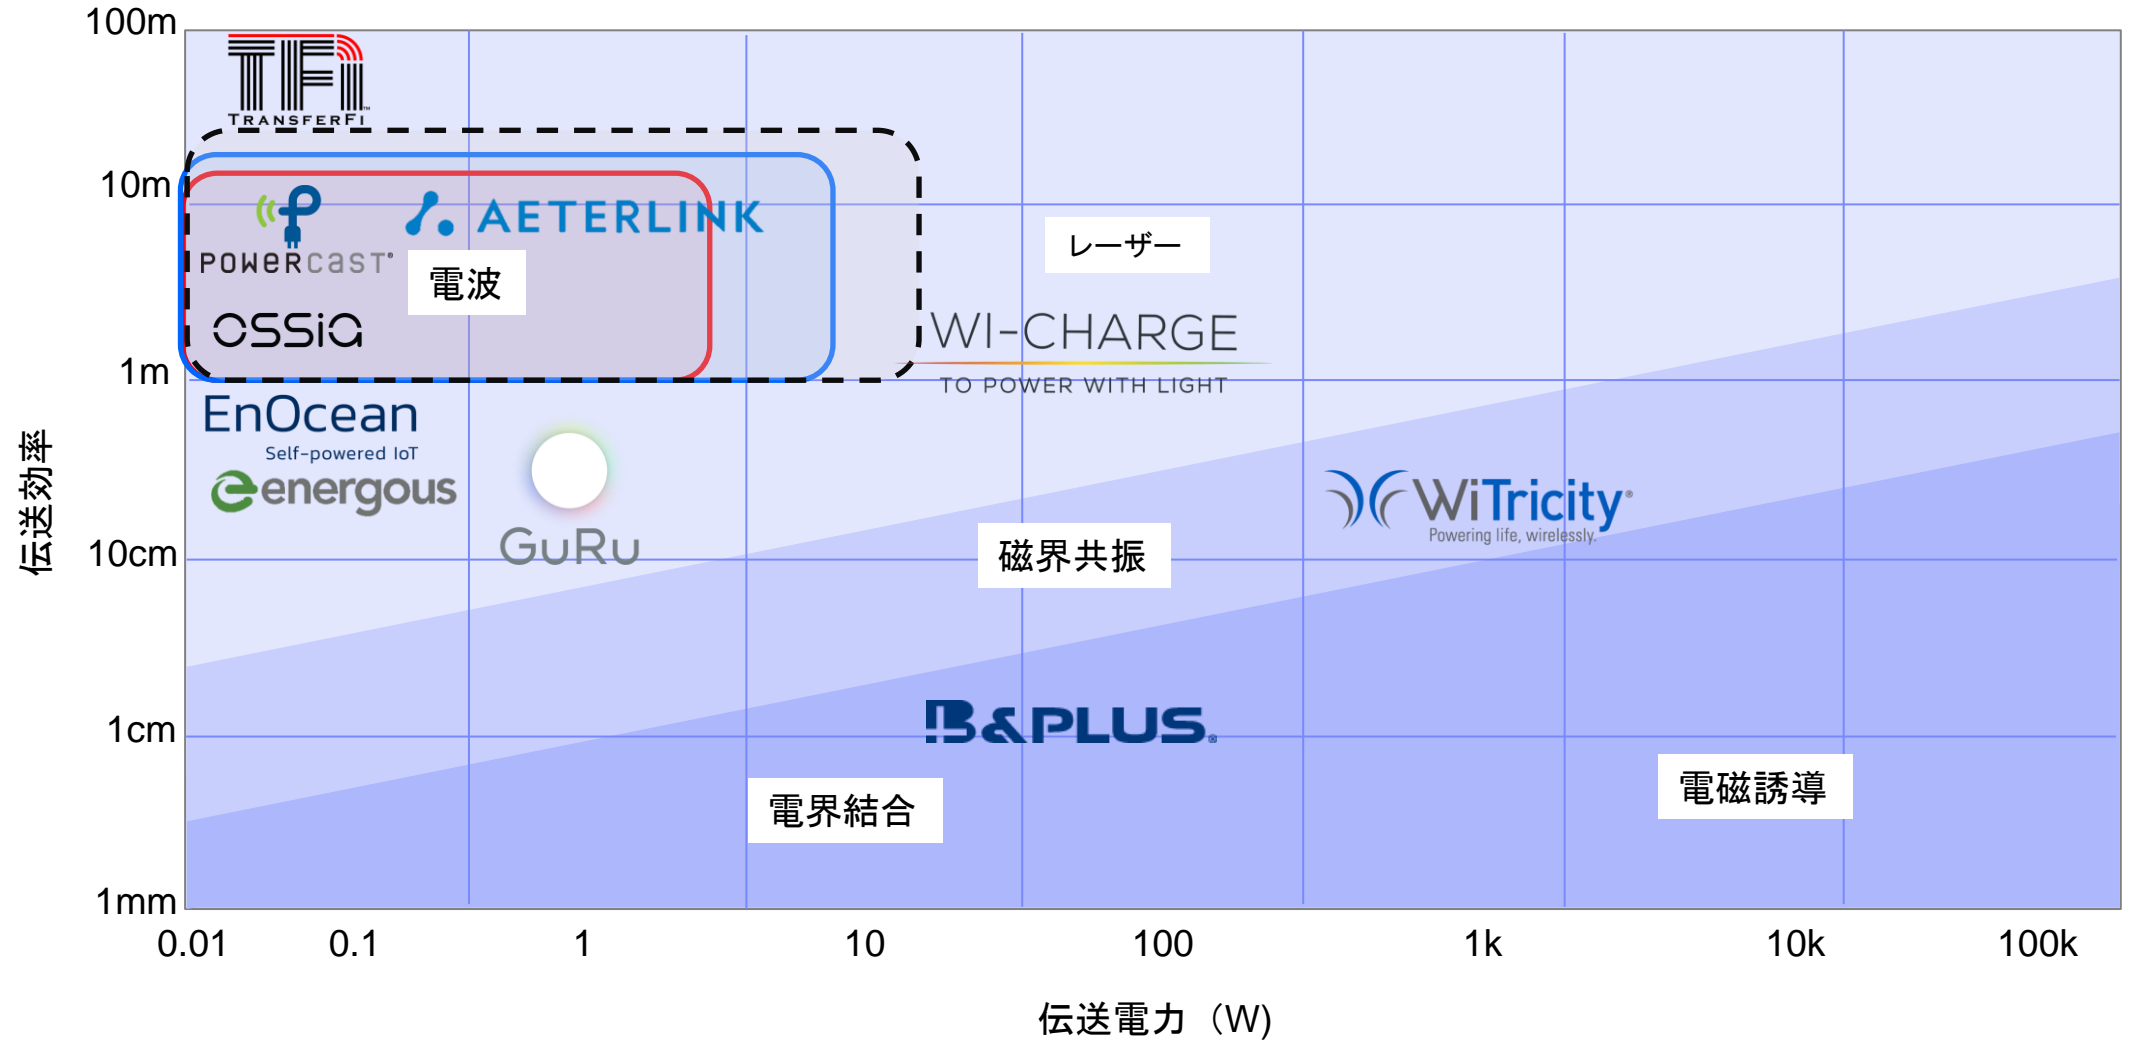 100m
TFi
TRANSFERFI™
10m
POWERCAST®
AETERLINK
電波
レーザー
OSSIA
WI-CHARGE
TO POWER WITH LIGHT
1m
EnOcean
Self-powered IoT
energous
GuRu
伝送効率
WiTricity®
Powering life, wirelessly.
10cm
磁界共振
B&PLUS®
1cm
電界結合
電磁誘導
1mm
0.01 0.1 1 10 100 1k 10k 100k
伝送電力（W)